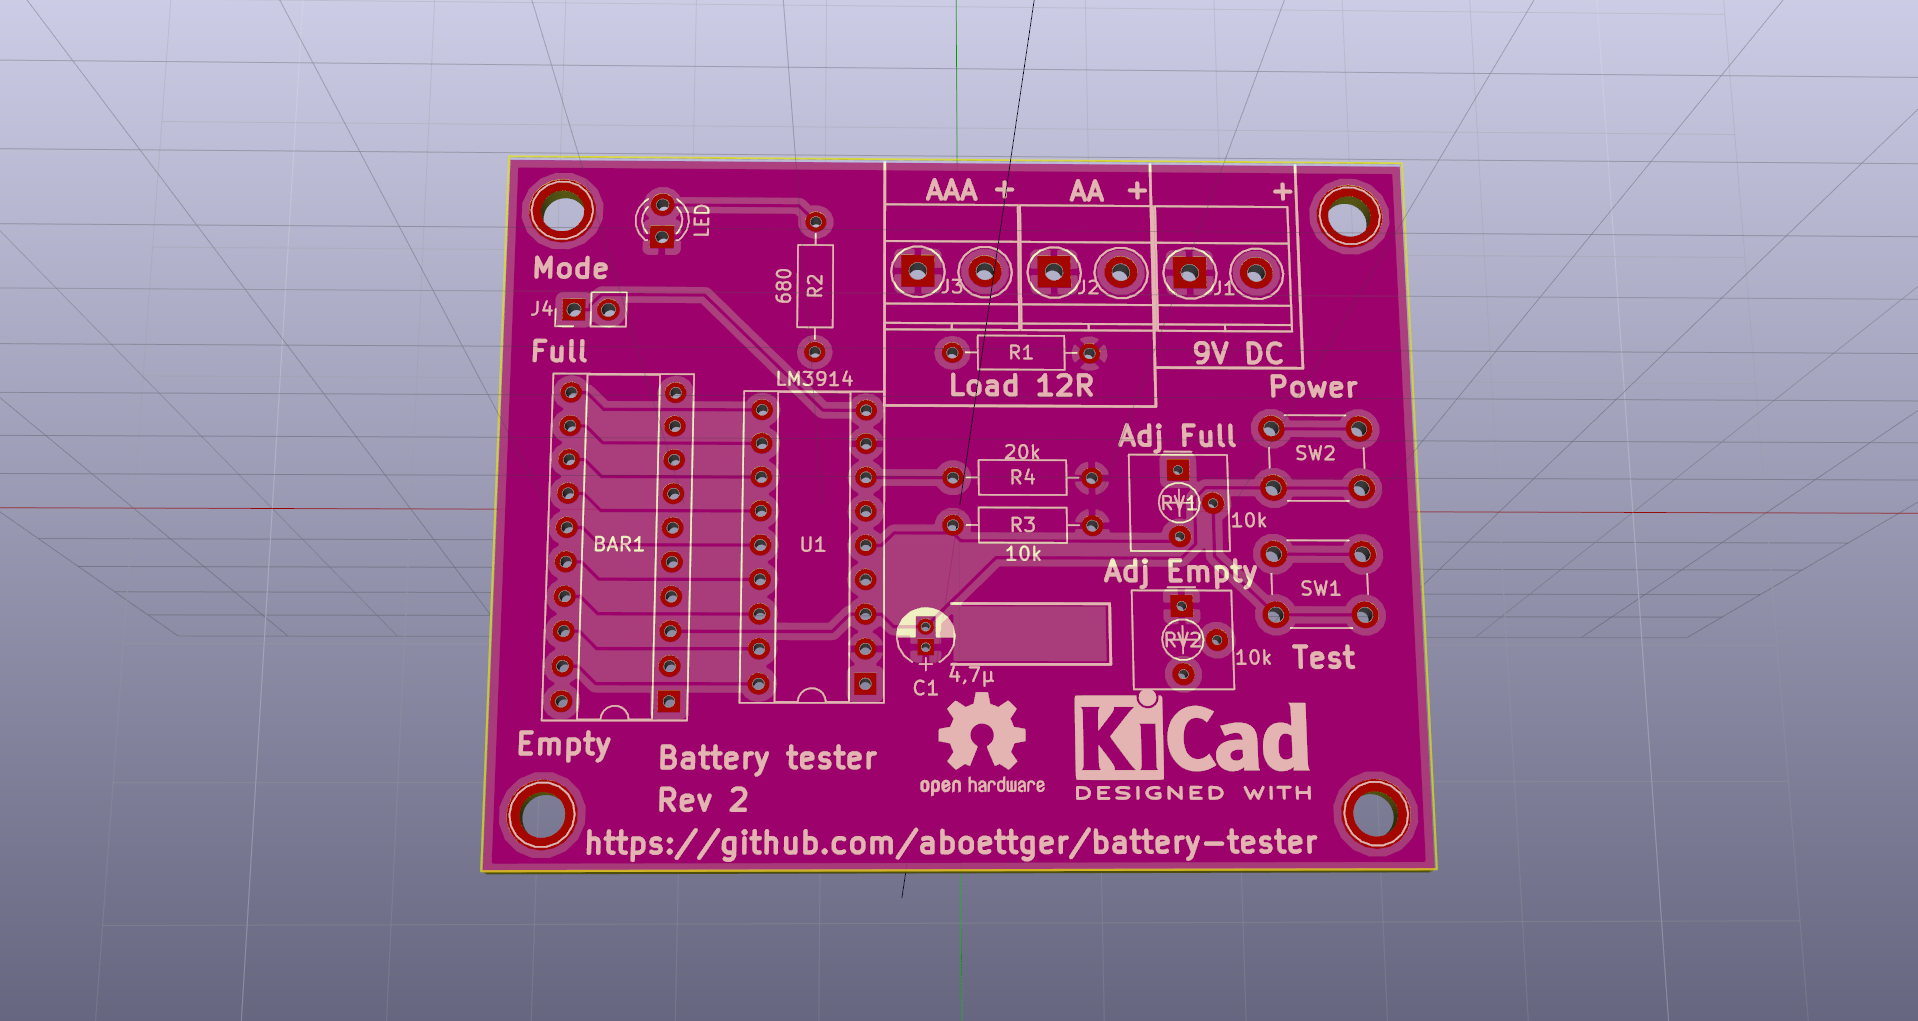 AAA + AA + +
LED
Mode
680
R2
J3 J2 J1
J4
Full
R1
9V DC
LM3914
Load 12R
Power
Adj Full
20k
R4
SW2
RV1
10k
R3
BAR1
U1
10k
Adj Empty
SW1
RV2
10k
Test
+
C1
4,7µ
Empty
Battery tester
Rev 2
open hardware
KiCad
DESIGNED WITH
https://github.com/aboettger/battery-tester